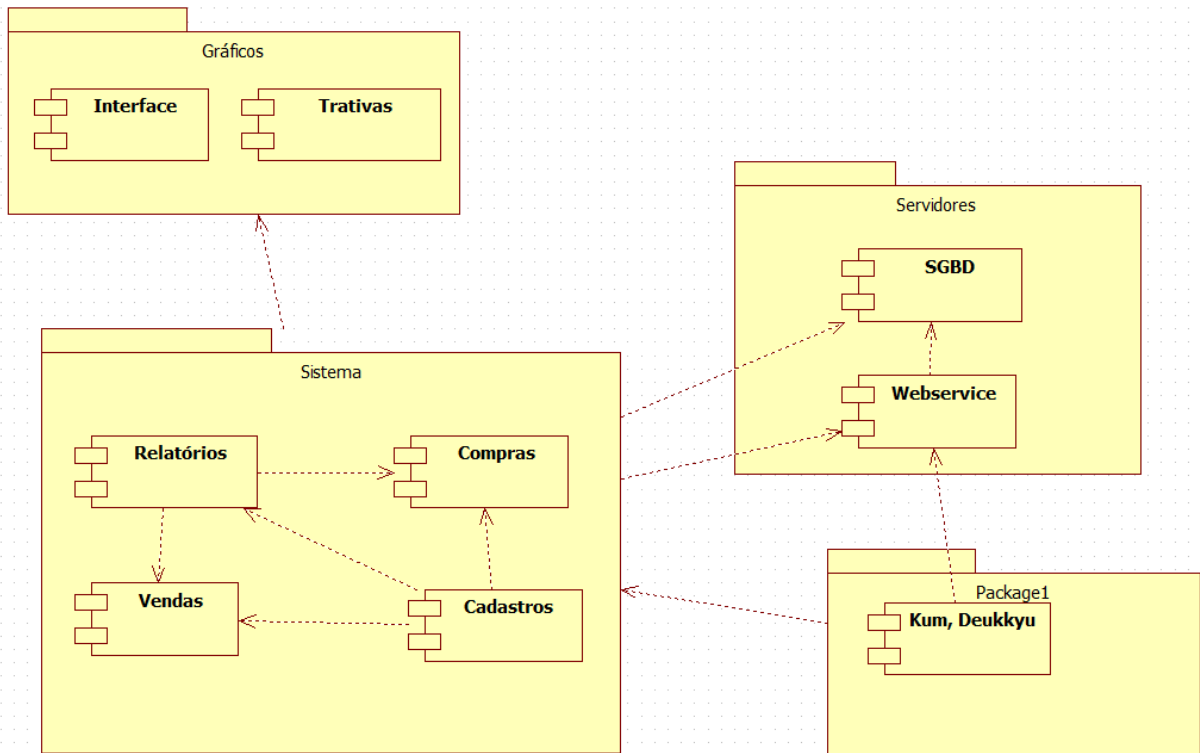 Gráficos
Interface
Trativas
Servidores
SGBD
Webservice
Sistema
Relatórios
Compras
Vendas
Cadastros
Package1
Kum, Deukkyu